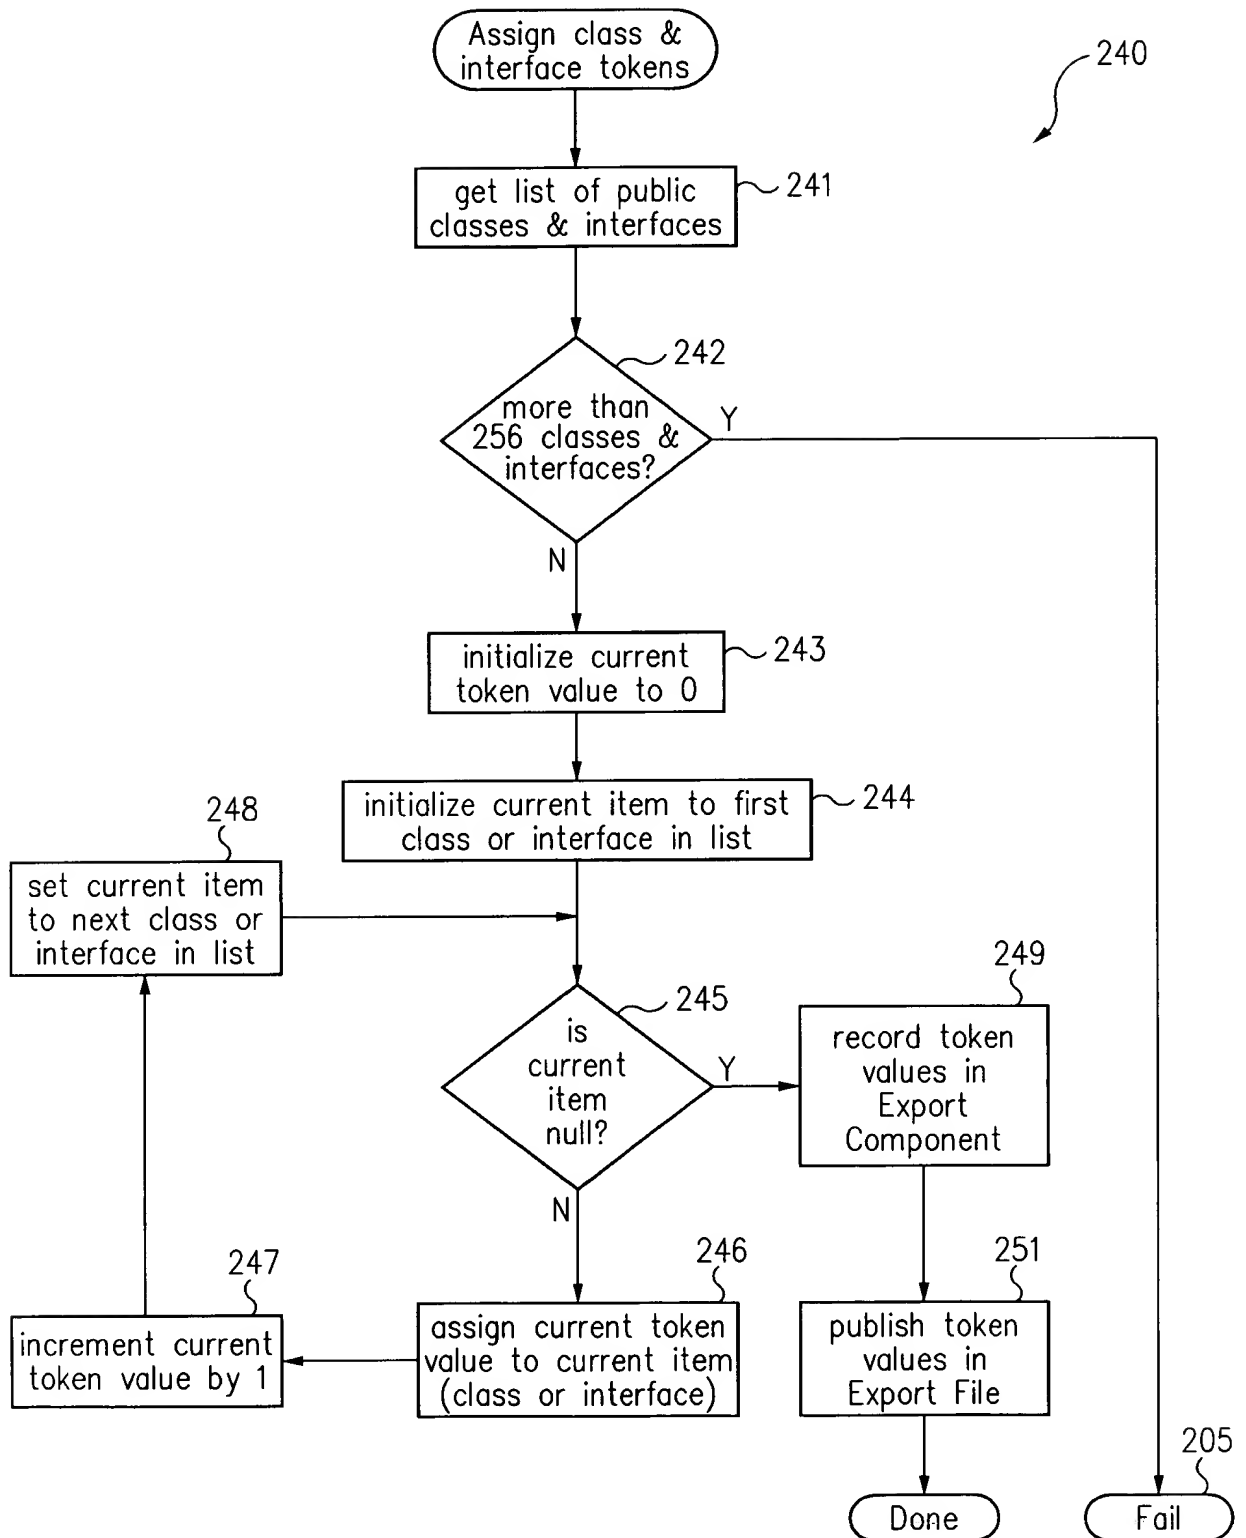 Assign class &
interface tokens
240
get list of public
classes & interfaces
241
242
more than
256 classes &
interfaces?
Y
N
initialize current
token value to 0
243
initialize current item to first
class or interface in list
244
248
set current item
to next class or
interface in list
245
is
current
item
null?
Y
N
249
record token
values in
Export
Component
247
increment current
token value by 1
246
assign current token
value to current item
(class or interface)
251
publish token
values in
Export File
205
Done
Fail